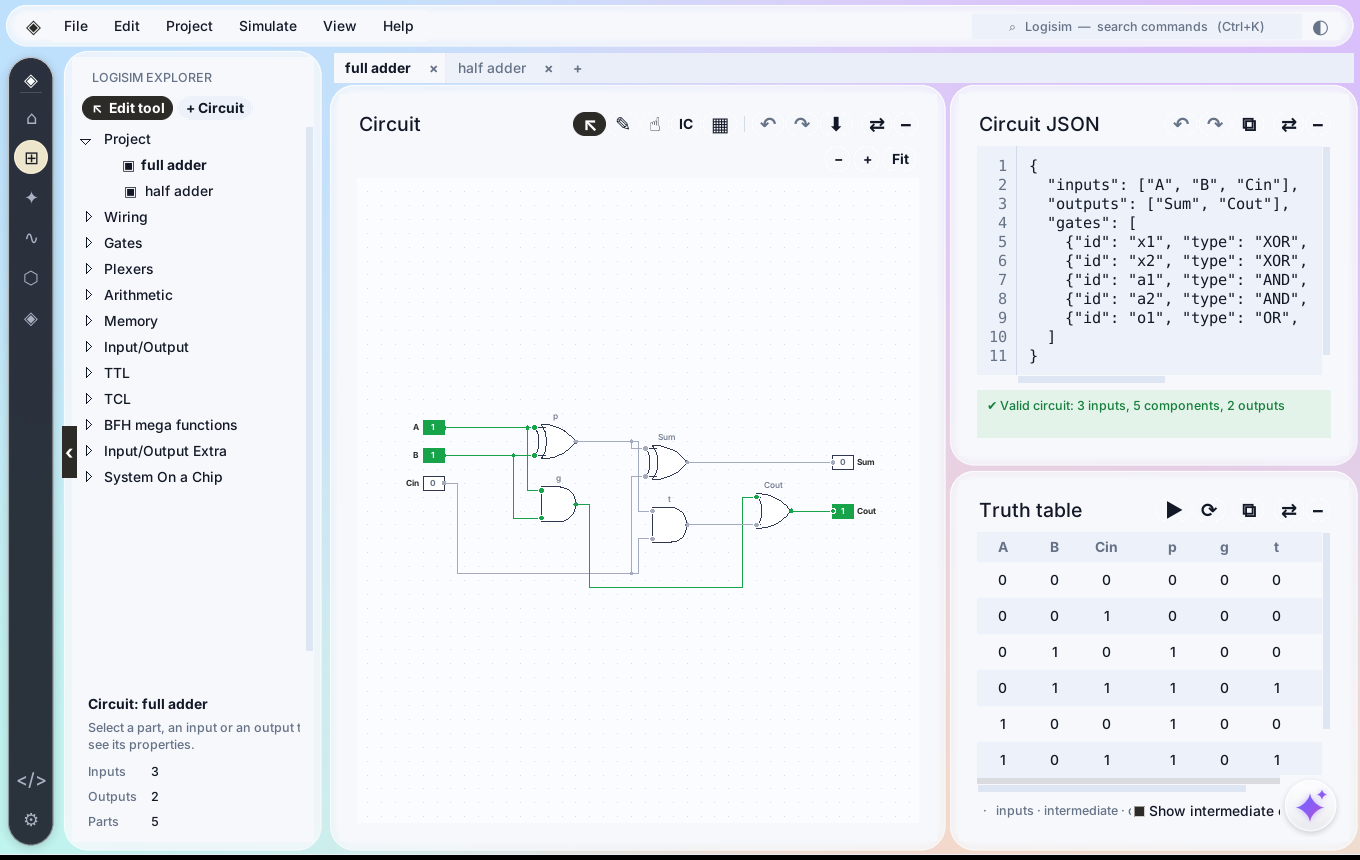 File Edit Project Simulate View Help
Logisim — search commands (Ctrl+K)
LOGISIM EXPLORER
Edit tool
+ Circuit
Project
full adder
half adder
Wiring
Gates
Plexers
Arithmetic
Memory
Input/Output
TTL
TCL
BFH mega functions
Input/Output Extra
System On a Chip
Circuit: full adder
Select a part, an input or an output t
see its properties.
Inputs 3
Outputs 2
Parts 5
</>
full adder × half adder × +
Circuit
IC
− + Fit
p
A 1
Sum
B 1
0 Sum
g
Cin 0
Cout
t
1 Cout
Circuit JSON
1 {
2 "inputs": ["A", "B", "Cin"],
3 "outputs": ["Sum", "Cout"],
4 "gates": [
5 {"id": "x1", "type": "XOR",
6 {"id": "x2", "type": "XOR",
7 {"id": "a1", "type": "AND",
8 {"id": "a2", "type": "AND",
9 {"id": "o1", "type": "OR",
10 ]
11 }
✔ Valid circuit: 3 inputs, 5 components, 2 outputs
Truth table
A B Cin p g t
0 0 0 0 0 0
0 0 1 0 0 0
0 1 0 1 0 0
0 1 1 1 0 1
1 0 0 1 0 0
1 0 1 1 0 1
· inputs · intermediate ·
Show intermediate